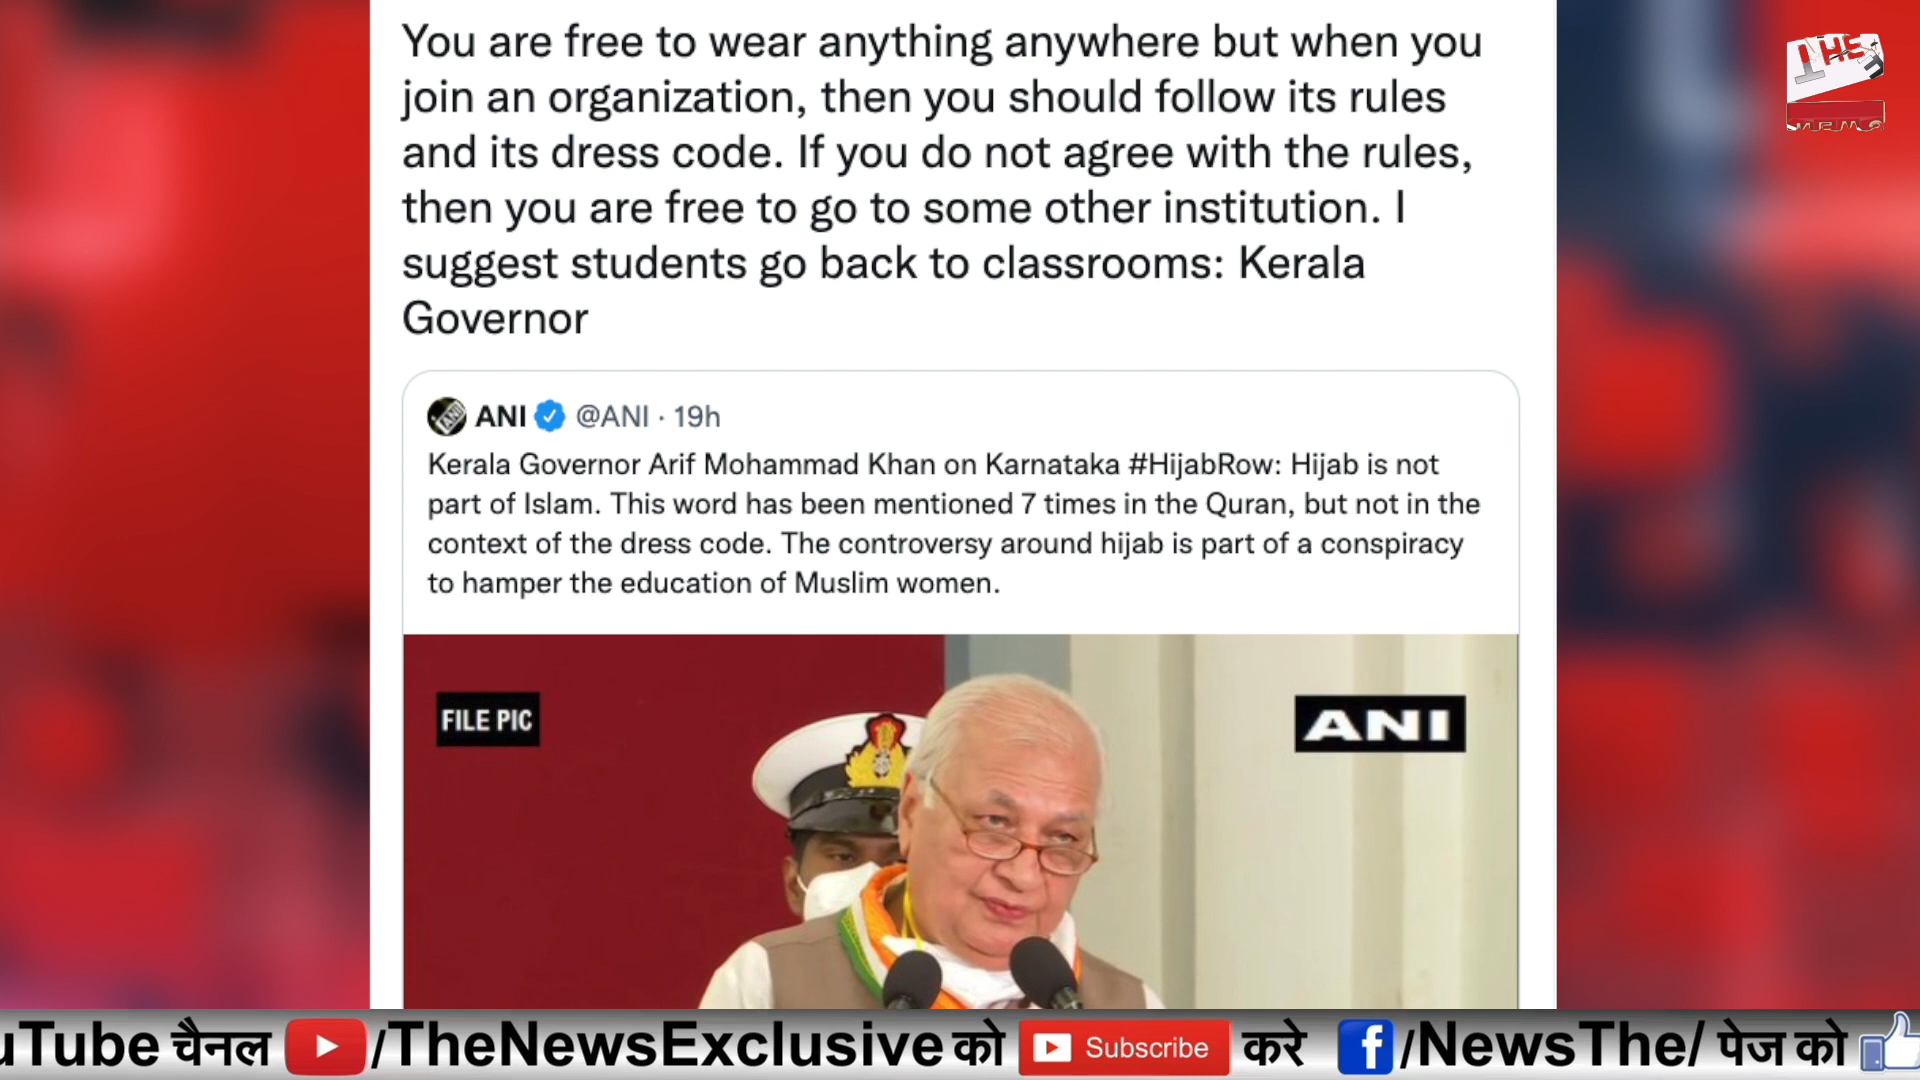 You are free to wear anything anywhere but when you
join an organization, then you should follow its rules
and its dress code. If you do not agree with the rules,
then you are free to go to some other institution. I
suggest students go back to classrooms: Kerala
Governor
THE
ANI @ANI · 19h
Kerala Governor Arif Mohammad Khan on Karnataka #HijabRow: Hijab is not
part of Islam. This word has been mentioned 7 times in the Quran, but not in the
context of the dress code. The controversy around hijab is part of a conspiracy
to hamper the education of Muslim women.
FILE PIC
ANI
uTube चैनल /TheNewsExclusive को Subscribe करे f/NewsThe/ पेज को